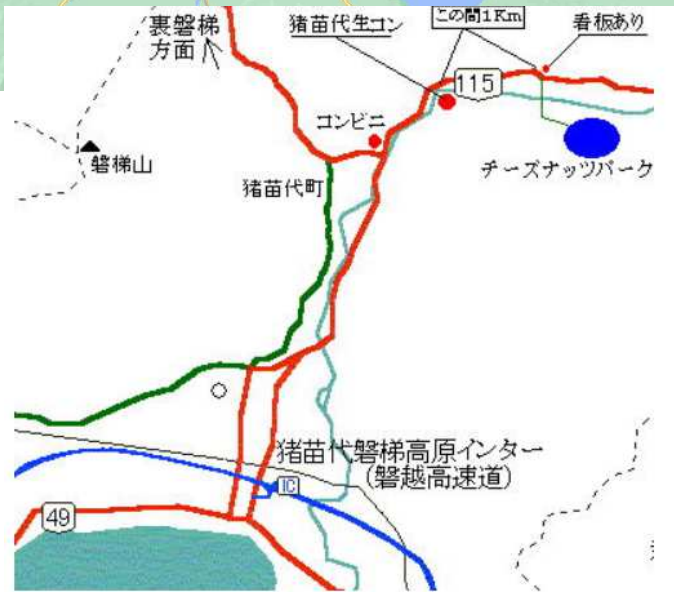 裏磐梯
方面
猪苗代生コン
この間1Km
看板あり
115
コンビニ
磐梯山
チーズナッツパーク
猪苗代町
猪苗代磐梯高原インター
(磐越高速道)
IC
49